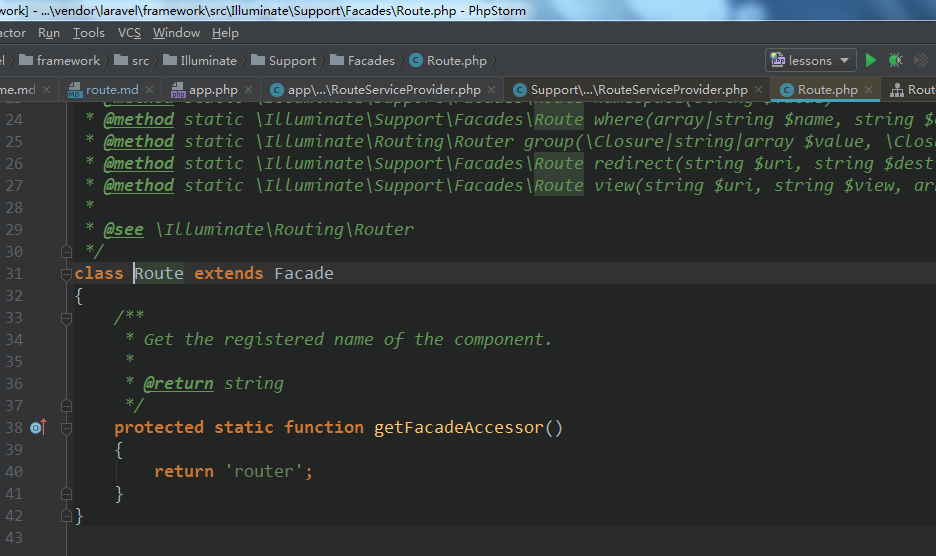 work] - ...\vendor\laravel\framework\src\Illuminate\Support\Facades\Route.php - PhpStorm
actor Run Tools VCS Window Help
framework src Illuminate Support Facades Route.php lessons
me.md route.md app.php app\...\RouteServiceProvider.php Support\...\RouteServiceProvider.php Route.php Rout
24 * @method static \Illuminate\Support\Facades\Route where(array|string $name, string $
25 * @method static \Illuminate\Routing\Router group(\Closure|string|array $value, \Clos
26 * @method static \Illuminate\Support\Facades\Route redirect(string $uri, string $dest
27 * @method static \Illuminate\Support\Facades\Route view(string $uri, string $view, ar
28 *
29 * @see \Illuminate\Routing\Router
30 */
31 class Route extends Facade
32 {
33 /**
34 * Get the registered name of the component.
35 *
36 * @return string
37 */
38 protected static function getFacadeAccessor()
39 {
40 return 'router';
41 }
42 }
43